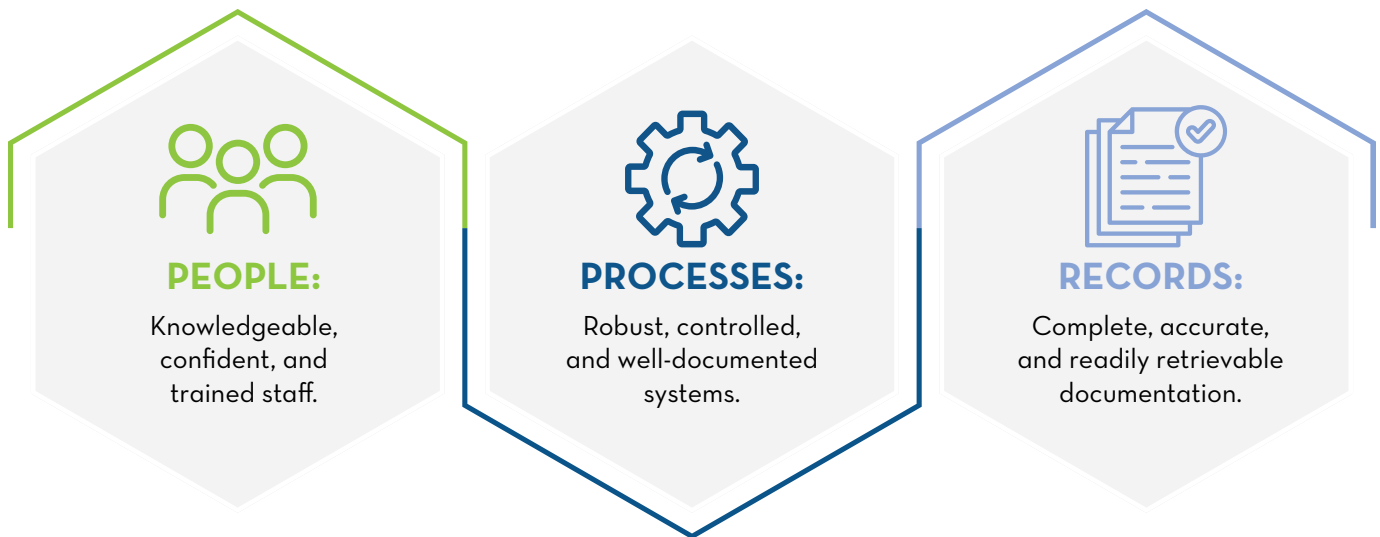 PEOPLE:
Knowledgeable,
confident, and
trained staff.
PROCESSES:
Robust, controlled,
and well-documented
systems.
RECORDS:
Complete, accurate,
and readily retrievable
documentation.